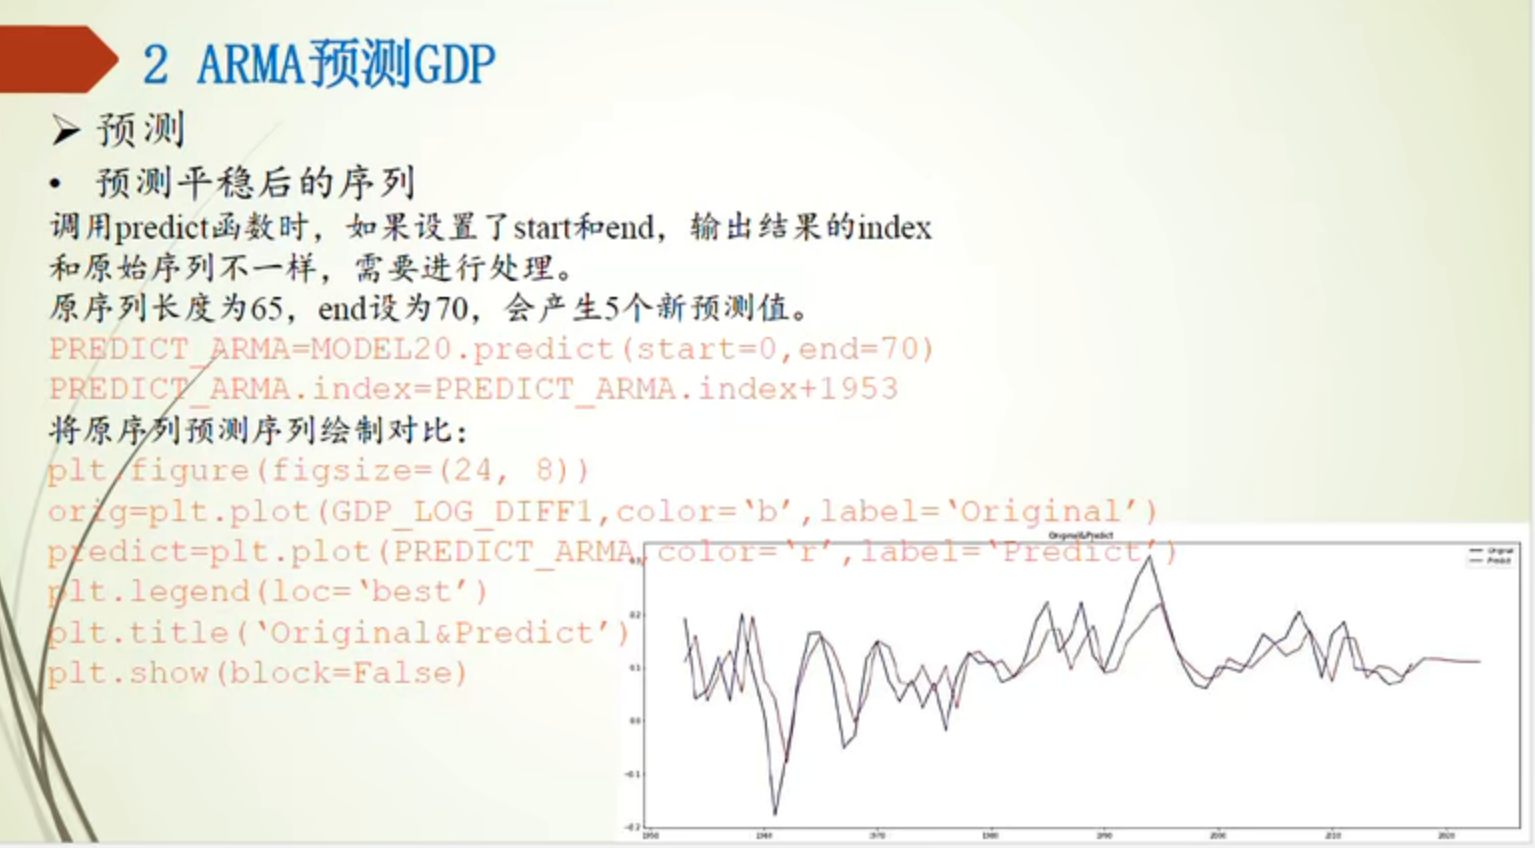 2 ARMA预测GDP
➢ 预测
• 预测平稳后的序列
调用predict函数时，如果设置了start和end，输出结果的index
和原始序列不一样，需要进行处理。
原序列长度为65，end设为70，会产生5个新预测值。
PREDICT_ARMA=MODEL20.predict(start=0,end=70)
PREDICT_ARMA.index=PREDICT_ARMA.index+1953
将原序列预测序列绘制对比：
plt.figure(figsize=(24, 8))
orig=plt.plot(GDP_LOG_DIFF1,color=‘b’,label=‘Original’)
predict=plt.plot(PREDICT_ARMA,color=‘r’,label=‘Predict’)
plt.legend(loc=‘best’)
plt.title(‘Original&Predict’)
plt.show(block=False)
Original&Predict
Original
Predict
0.3
0.2
0.1
0.0
-0.1
-0.2
1950 1960 1970 1980 1990 2000 2010 2020